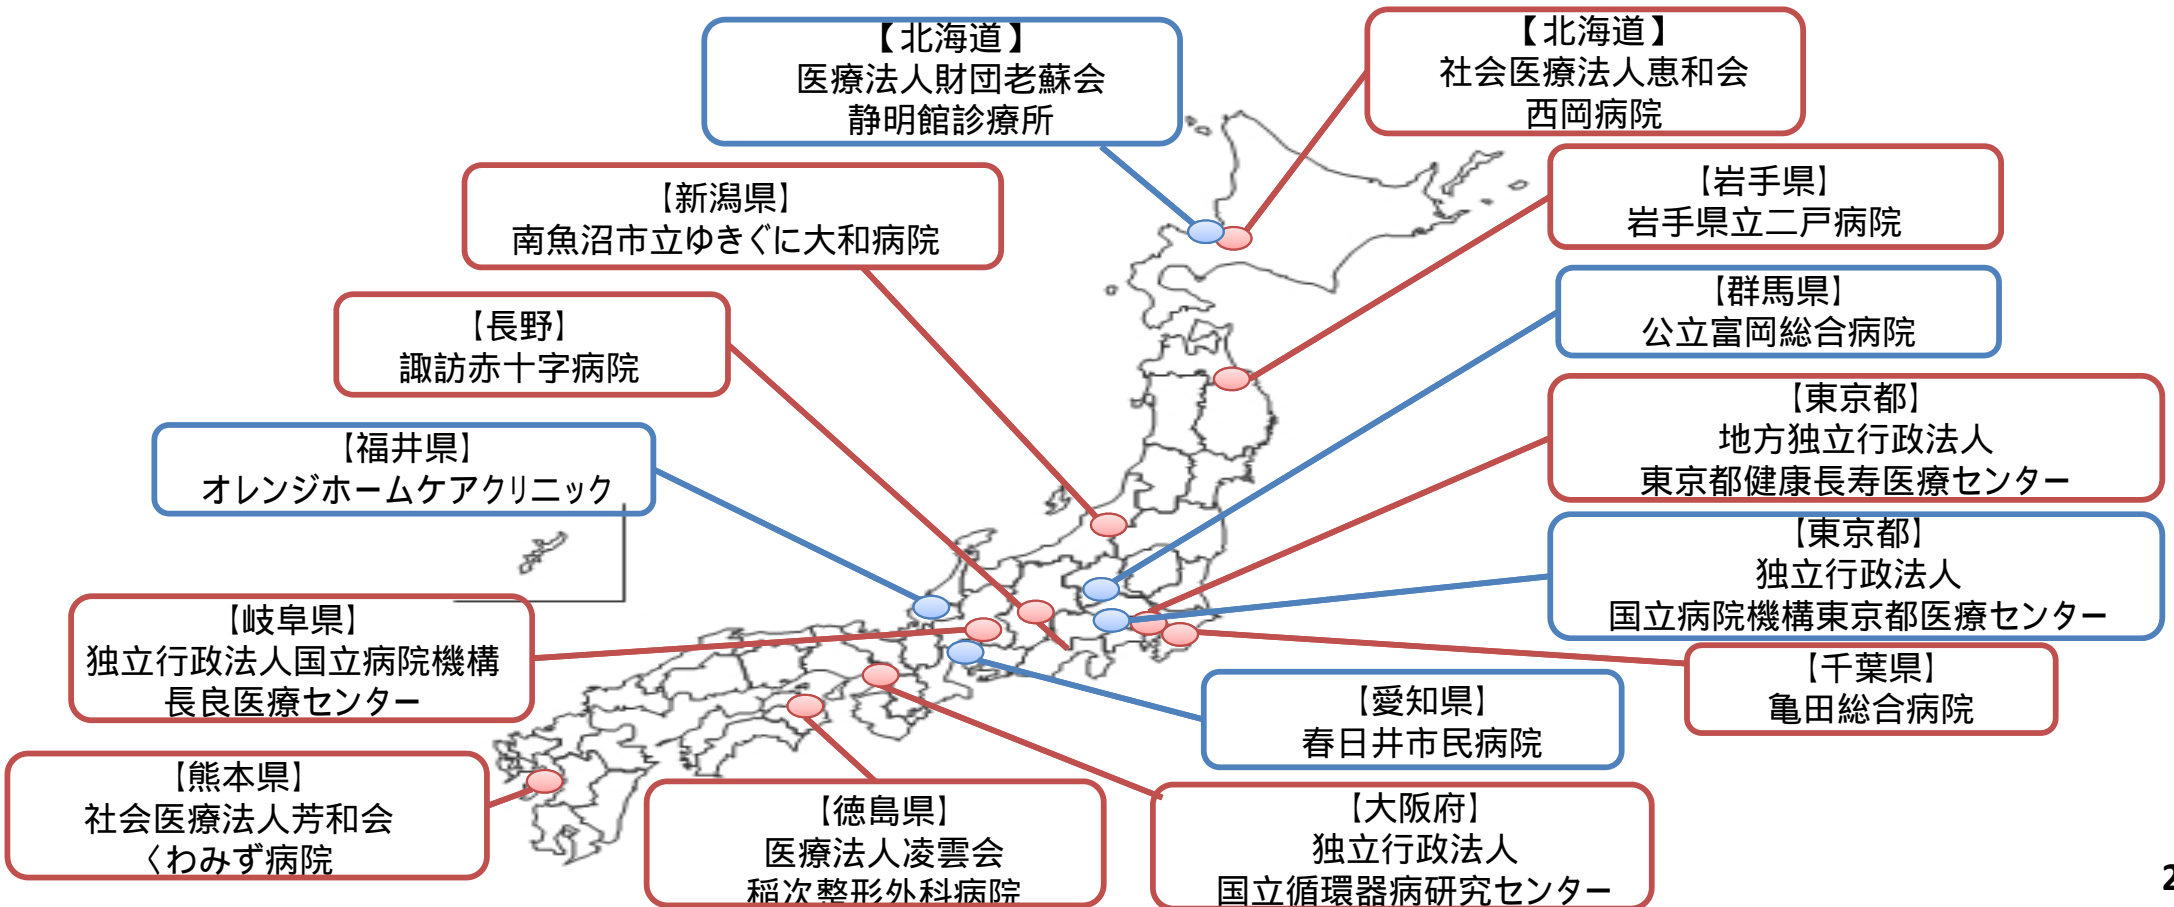 【北海道】
医療法人財団老蘇会
静明館診療所
【北海道】
社会医療法人恵和会
西岡病院
【新潟県】
南魚沼市立ゆきぐに大和病院
【岩手県】
岩手県立二戸病院
【長野】
諏訪赤十字病院
【群馬県】
公立富岡総合病院
【福井県】
オレンジホームケアクリニック
【東京都】
地方独立行政法人
東京都健康長寿医療センター
【東京都】
独立行政法人
国立病院機構東京都医療センター
【岐阜県】
独立行政法人国立病院機構
長良医療センター
【千葉県】
亀田総合病院
【愛知県】
春日井市民病院
【熊本県】
社会医療法人芳和会
くわみず病院
【徳島県】
医療法人凌雲会
稲次整形外科病院
【大阪府】
独立行政法人
国立循環器病研究センター
2